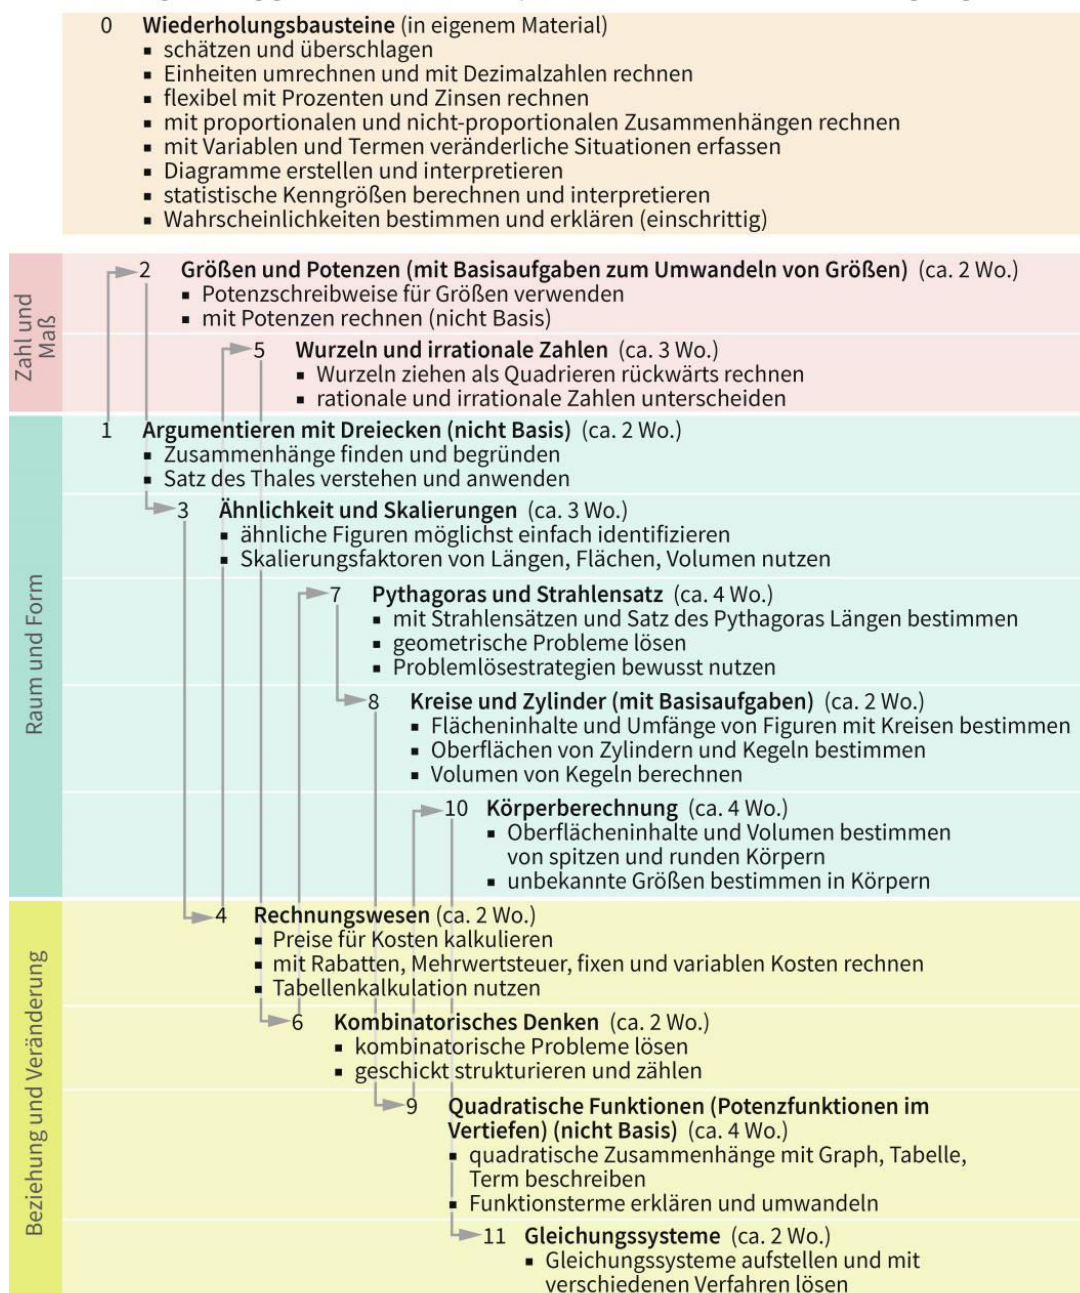 0 Wiederholungsbausteine (in eigenem Material)
▪ schätzen und überschlagen
▪ Einheiten umrechnen und mit Dezimalzahlen rechnen
▪ flexibel mit Prozenten und Zinsen rechnen
▪ mit proportionalen und nicht-proportionalen Zusammenhängen rechnen
▪ mit Variablen und Termen veränderliche Situationen erfassen
▪ Diagramme erstellen und interpretieren
▪ statistische Kenngrößen berechnen und interpretieren
▪ Wahrscheinlichkeiten bestimmen und erklären (einschrittig)
Zahl und
Maß
2 Größen und Potenzen (mit Basisaufgaben zum Umwandeln von Größen) (ca. 2 Wo.)
▪ Potenzschreibweise für Größen verwenden
▪ mit Potenzen rechnen (nicht Basis)
5 Wurzeln und irrationale Zahlen (ca. 3 Wo.)
▪ Wurzeln ziehen als Quadrieren rückwärts rechnen
▪ rationale und irrationale Zahlen unterscheiden
Raum und Form
1 Argumentieren mit Dreiecken (nicht Basis) (ca. 2 Wo.)
▪ Zusammenhänge finden und begründen
▪ Satz des Thales verstehen und anwenden
3 Ähnlichkeit und Skalierungen (ca. 3 Wo.)
▪ ähnliche Figuren möglichst einfach identifizieren
▪ Skalierungsfaktoren von Längen, Flächen, Volumen nutzen
7 Pythagoras und Strahlensatz (ca. 4 Wo.)
▪ mit Strahlensätzen und Satz des Pythagoras Längen bestimmen
▪ geometrische Probleme lösen
▪ Problemlösestrategien bewusst nutzen
8 Kreise und Zylinder (mit Basisaufgaben) (ca. 2 Wo.)
▪ Flächeninhalte und Umfänge von Figuren mit Kreisen bestimmen
▪ Oberflächen von Zylindern und Kegeln bestimmen
▪ Volumen von Kegeln berechnen
10 Körperberechnung (ca. 4 Wo.)
▪ Oberflächeninhalte und Volumen bestimmen
von spitzen und runden Körpern
▪ unbekannte Größen bestimmen in Körpern
Beziehung und Veränderung
4 Rechnungswesen (ca. 2 Wo.)
▪ Preise für Kosten kalkulieren
▪ mit Rabatten, Mehrwertsteuer, fixen und variablen Kosten rechnen
▪ Tabellenkalkulation nutzen
6 Kombinatorisches Denken (ca. 2 Wo.)
▪ kombinatorische Probleme lösen
▪ geschickt strukturieren und zählen
9 Quadratische Funktionen (Potenzfunktionen im
Vertiefen) (nicht Basis) (ca. 4 Wo.)
▪ quadratische Zusammenhänge mit Graph, Tabelle,
Term beschreiben
▪ Funktionsterme erklären und umwandeln
11 Gleichungssysteme (ca. 2 Wo.)
▪ Gleichungssysteme aufstellen und mit
verschiedenen Verfahren lösen